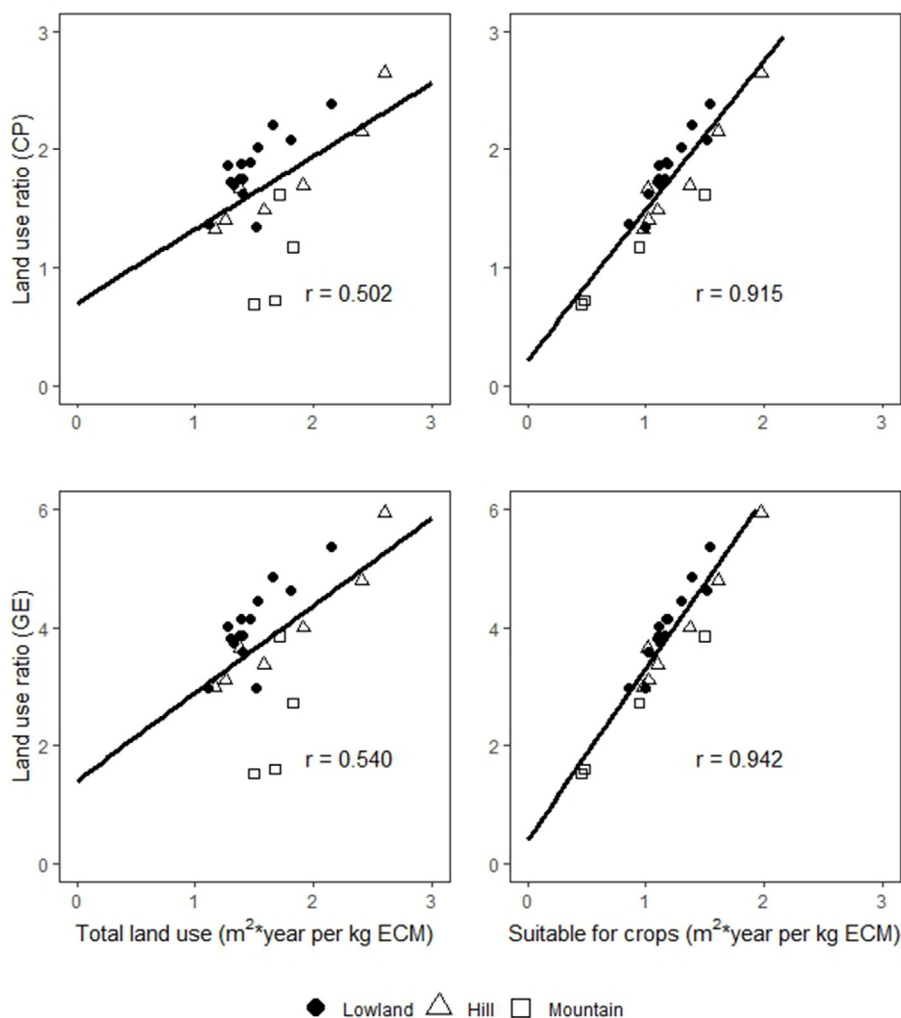 3
2
1
0
Land use ratio (CP)
r = 0.502
0 1 2 3
3
2
1
0
r = 0.915
0 1 2 3
6
4
2
0
Land use ratio (GE)
r = 0.540
0 1 2 3
Total land use (m²*year per kg ECM)
6
4
2
0
r = 0.942
0 1 2 3
Suitable for crops (m²*year per kg ECM)
Lowland Hill Mountain